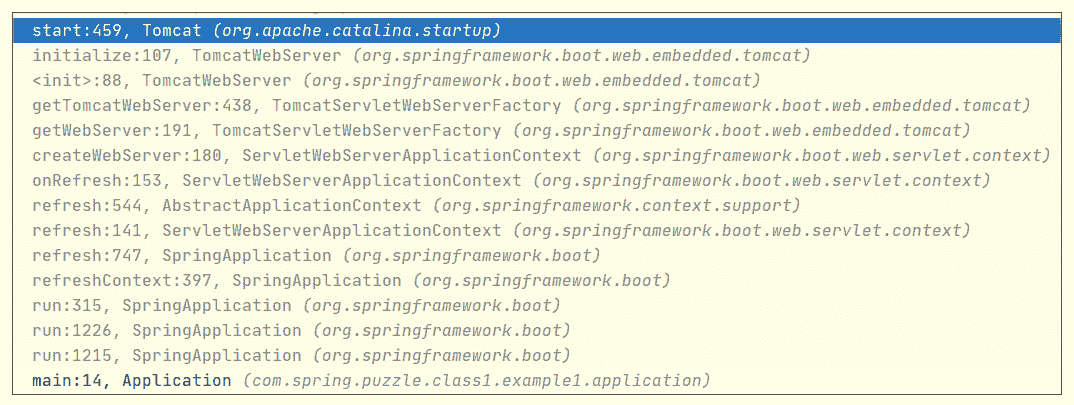 start:459, Tomcat (org.apache.catalina.startup)
initialize:107, TomcatWebServer (org.springframework.boot.web.embedded.tomcat)
<init>:88, TomcatWebServer (org.springframework.boot.web.embedded.tomcat)
getTomcatWebServer:438, TomcatServletWebServerFactory (org.springframework.boot.web.embedded.tomcat)
getWebServer:191, TomcatServletWebServerFactory (org.springframework.boot.web.embedded.tomcat)
createWebServer:180, ServletWebServerApplicationContext (org.springframework.boot.web.servlet.context)
onRefresh:153, ServletWebServerApplicationContext (org.springframework.boot.web.servlet.context)
refresh:544, AbstractApplicationContext (org.springframework.context.support)
refresh:141, ServletWebServerApplicationContext (org.springframework.boot.web.servlet.context)
refresh:747, SpringApplication (org.springframework.boot)
refreshContext:397, SpringApplication (org.springframework.boot)
run:315, SpringApplication (org.springframework.boot)
run:1226, SpringApplication (org.springframework.boot)
run:1215, SpringApplication (org.springframework.boot)
main:14, Application (com.spring.puzzle.class1.example1.application)